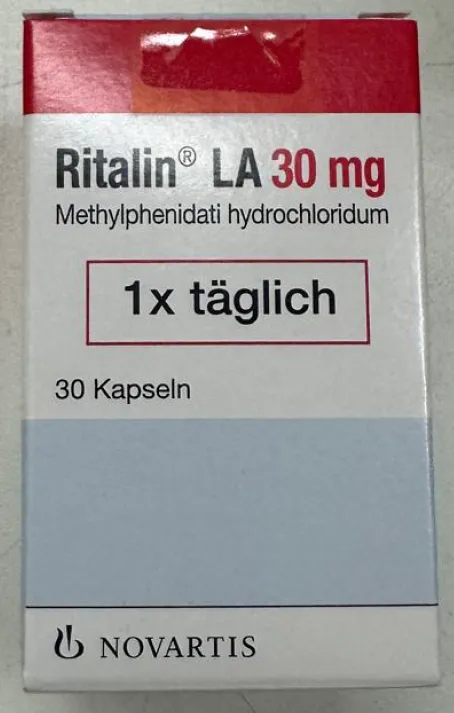 Ritalin® LA 30 mg
Methylphenidati hydrochloridum
1x täglich
30 Kapseln
NOVARTIS